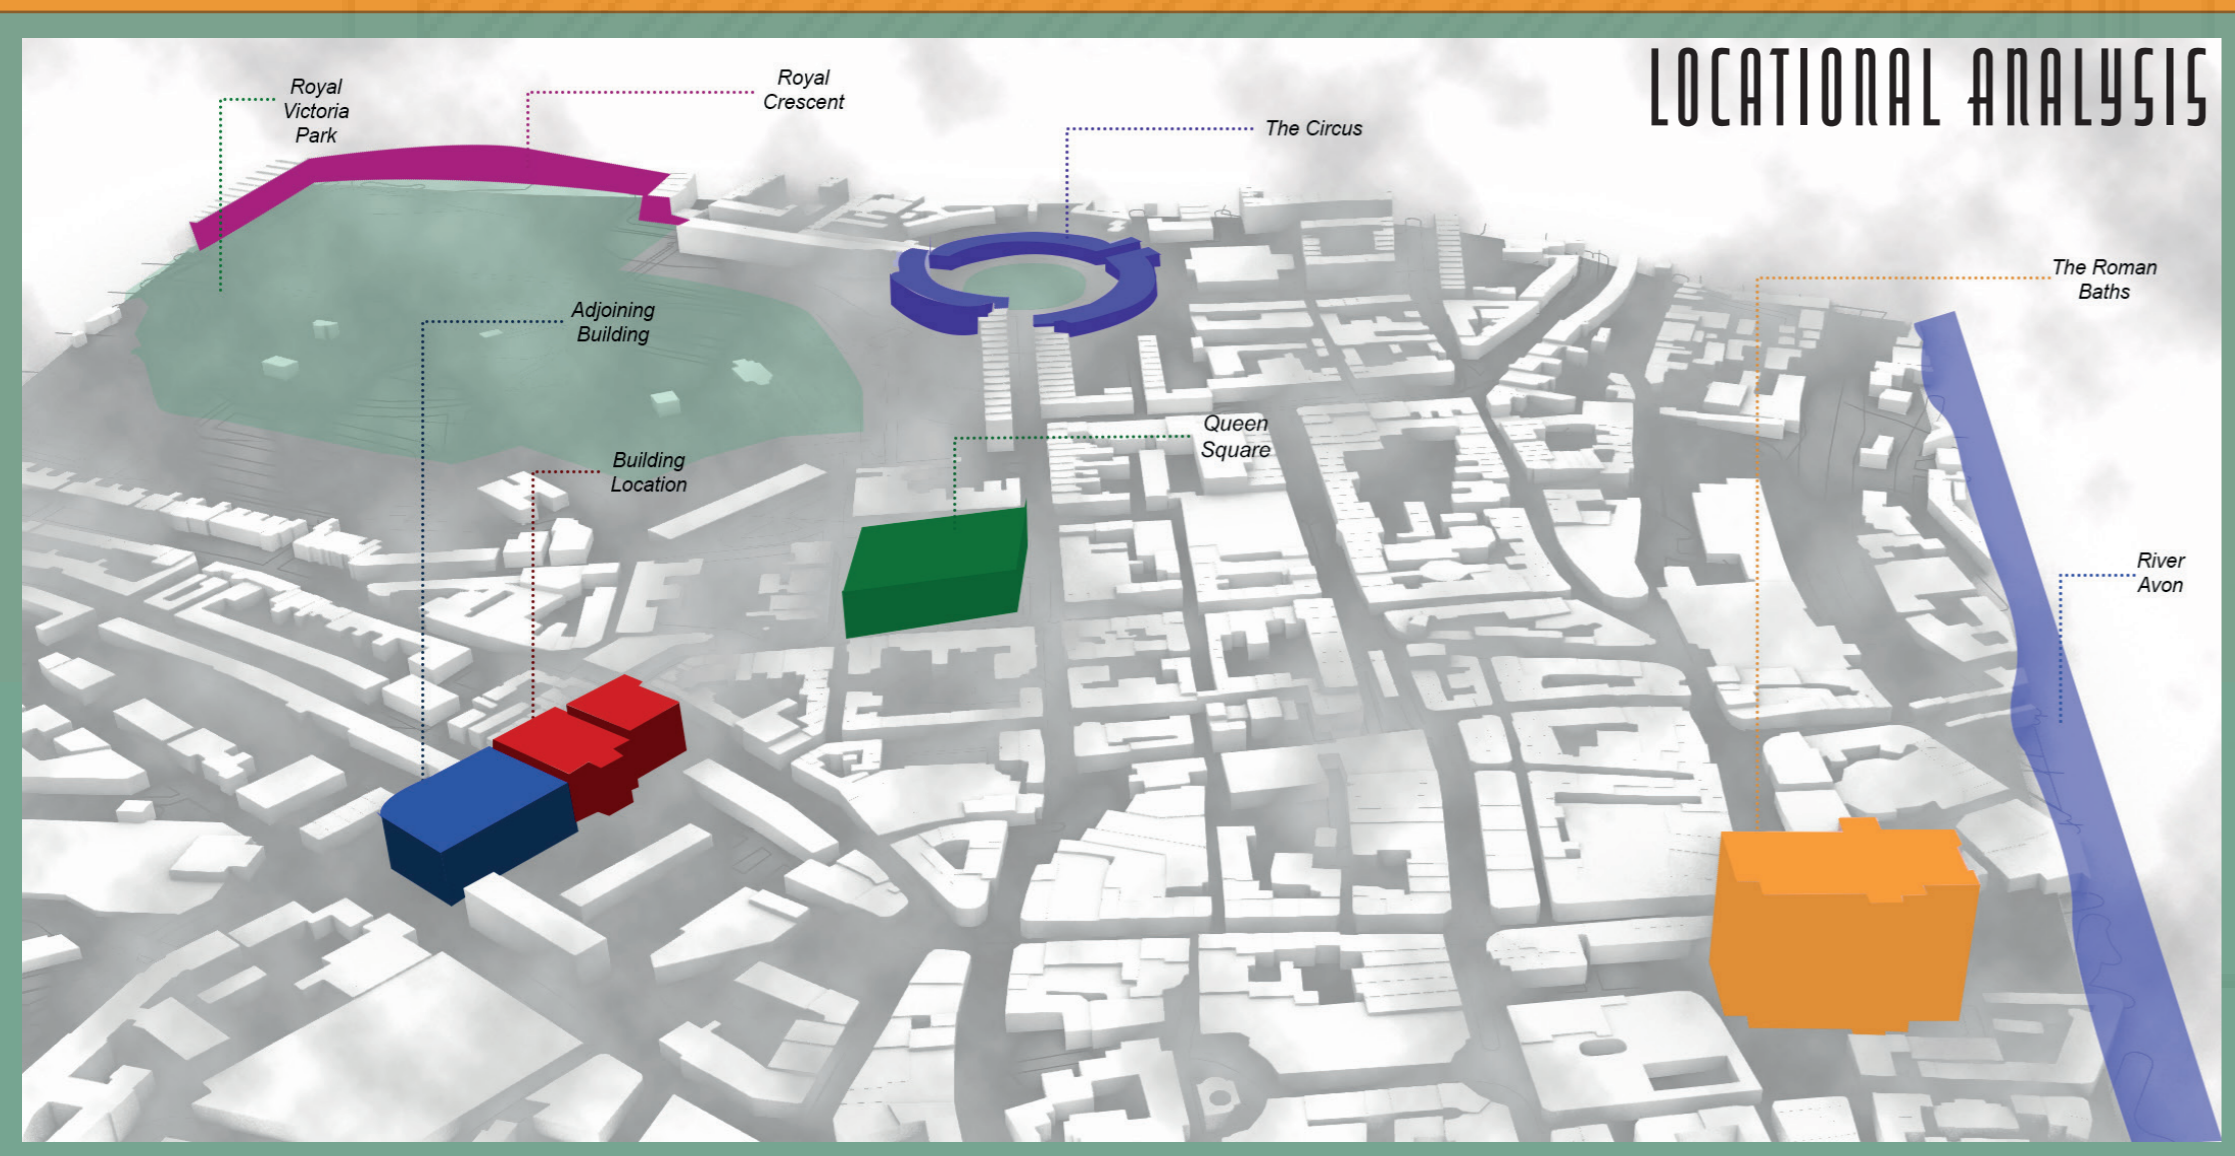 LOCATIONAL ANALYSIS
Royal
Victoria
Park
Royal
Crescent
The Circus
The Roman
Baths
Adjoining
Building
Queen
Square
Building
Location
River
Avon